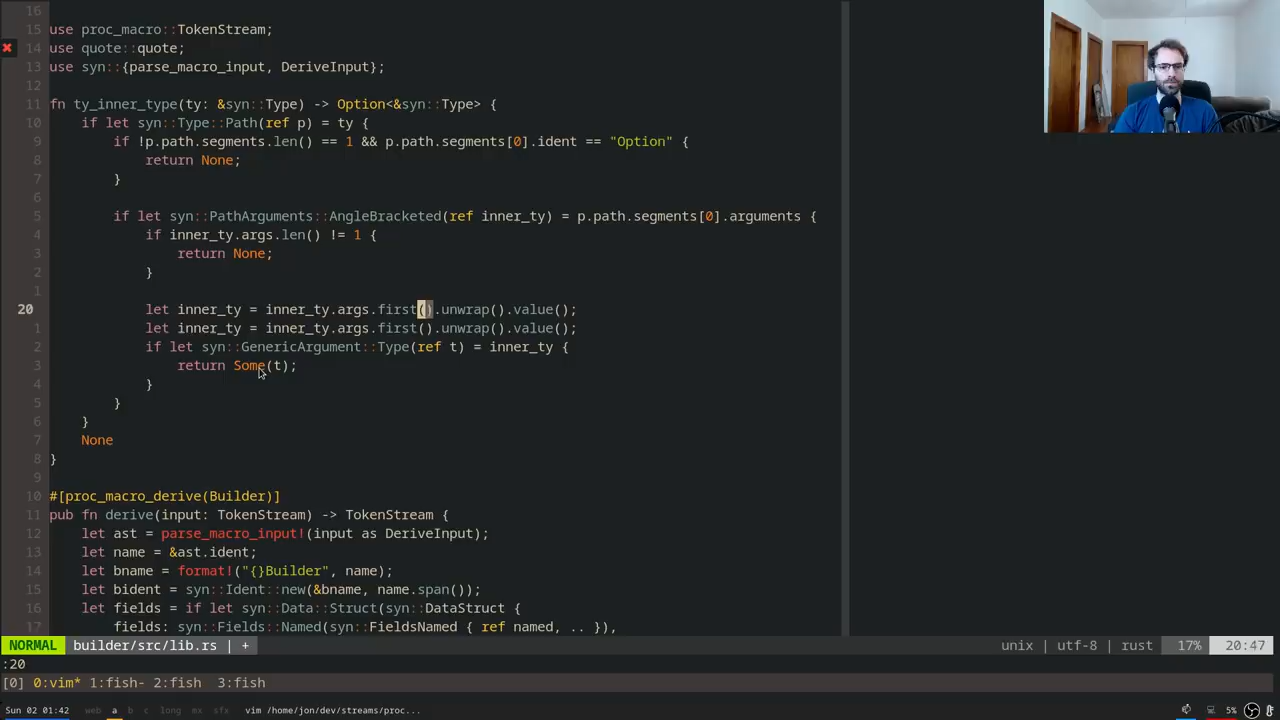 16
15 use proc_macro::TokenStream;
14 use quote::quote;
13 use syn::{parse_macro_input, DeriveInput};
12
11 fn ty_inner_type(ty: &syn::Type) -> Option<&syn::Type> {
10     if let syn::Type::Path(ref p) = ty {
9         if !p.path.segments.len() == 1 && p.path.segments[0].ident == "Option" {
8             return None;
7         }
6
5         if let syn::PathArguments::AngleBracketed(ref inner_ty) = p.path.segments[0].arguments {
4             if inner_ty.args.len() != 1 {
3                 return None;
2             }
1
20             let inner_ty = inner_ty.args.first().unwrap().value();
1             let inner_ty = inner_ty.args.first().unwrap().value();
2             if let syn::GenericArgument::Type(ref t) = inner_ty {
3                 return Some(t);
4             }
5         }
6     }
7     None
8 }
9
10 #[proc_macro_derive(Builder)]
11 pub fn derive(input: TokenStream) -> TokenStream {
12     let ast = parse_macro_input!(input as DeriveInput);
13     let name = &ast.ident;
14     let bname = format!("{}Builder", name);
15     let bident = syn::Ident::new(&bname, name.span());
16     let fields = if let syn::Data::Struct(syn::DataStruct {
17         fields: syn::Fields::Named(syn::FieldsNamed { ref named, .. }),
NORMAL builder/src/lib.rs | + unix | utf-8 | rust 17% 20:47
:20
[0] 0:vim* 1:fish- 2:fish  3:fish
Sun 02 01:42 web a b c long mx sfx vim /home/jon/dev/streams/proc... 5%